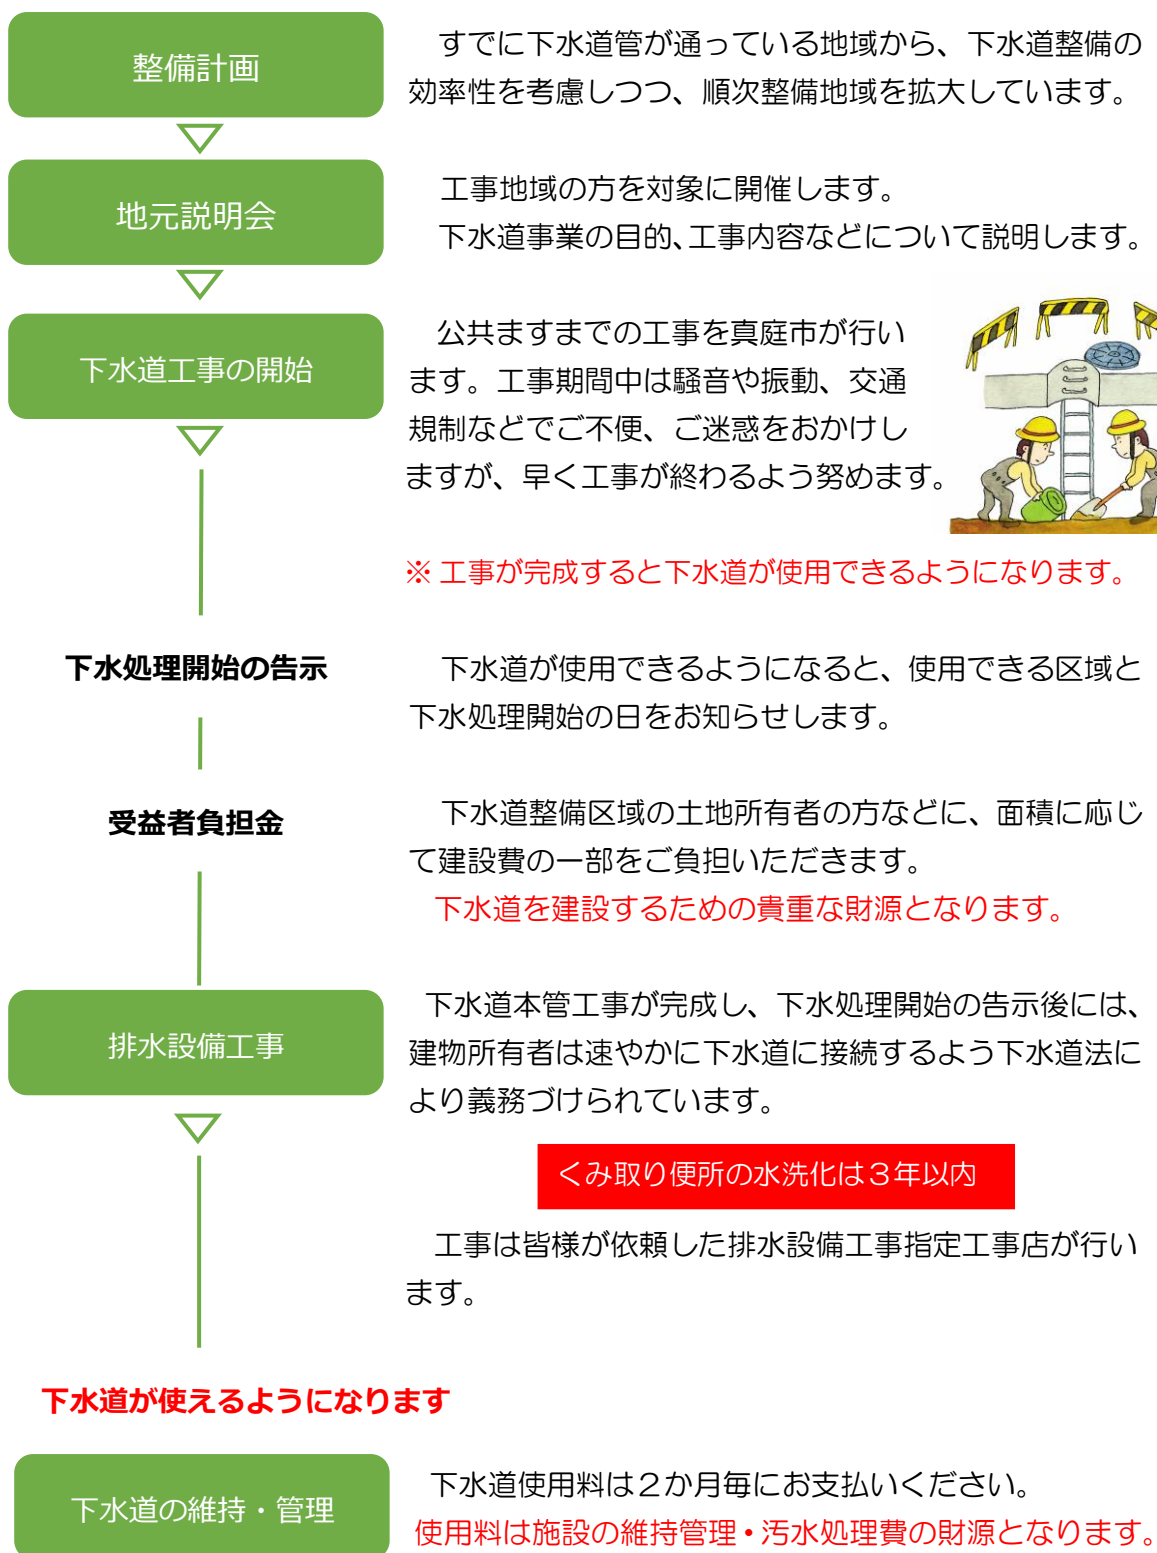 整備計画
すでに下水道管が通っている地域から、下水道整備の
効率性を考慮しつつ、順次整備地域を拡大しています。
地元説明会
工事地域の方を対象に開催します。
下水道事業の目的、工事内容などについて説明します。
下水道工事の開始
公共ますまでの工事を真庭市が行い
ます。工事期間中は騒音や振動、交通
規制などでご不便、ご迷惑をおかけし
ますが、早く工事が終わるよう努めます。
※ 工事が完成すると下水道が使用できるようになります。
下水処理開始の告示
下水道が使用できるようになると、使用できる区域と
下水処理開始の日をお知らせします。
受益者負担金
下水道整備区域の土地所有者の方などに、面積に応じ
て建設費の一部をご負担いただきます。
下水道を建設するための貴重な財源となります。
排水設備工事
下水道本管工事が完成し、下水処理開始の告示後には、
建物所有者は速やかに下水道に接続するよう下水道法に
より義務づけられています。
くみ取り便所の水洗化は３年以内
工事は皆様が依頼した排水設備工事指定工事店が行い
ます。
下水道が使えるようになります
下水道の維持・管理
下水道使用料は２か月毎にお支払いください。
使用料は施設の維持管理・汚水処理費の財源となります。